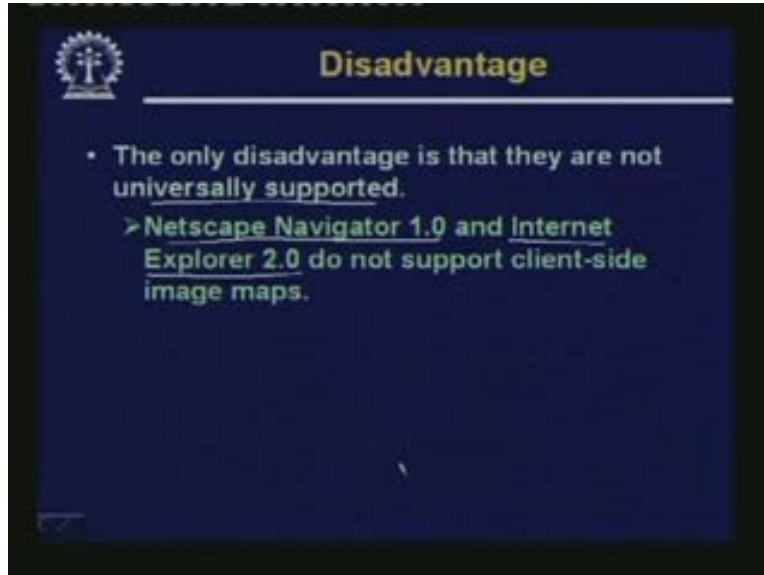 Disadvantage
• The only disadvantage is that they are not
universally supported.
➢Netscape Navigator 1.0 and Internet
Explorer 2.0 do not support client-side
image maps.